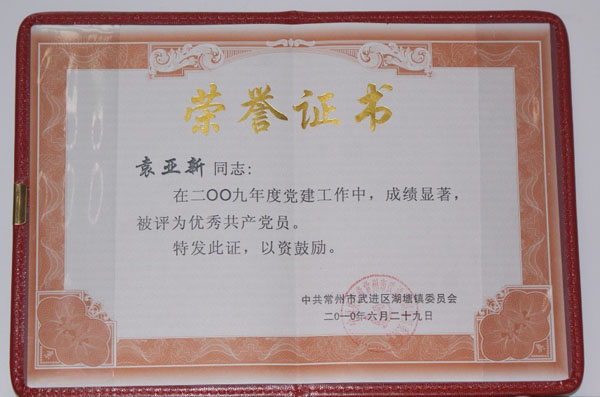 荣誉证书
袁亚新 同志：
在二〇〇九年度党建工作中，成绩显著，
被评为优秀共产党员。
特发此证，以资鼓励。
中共常州市武进区湖塘镇委员会
二〇一〇年六月二十九日